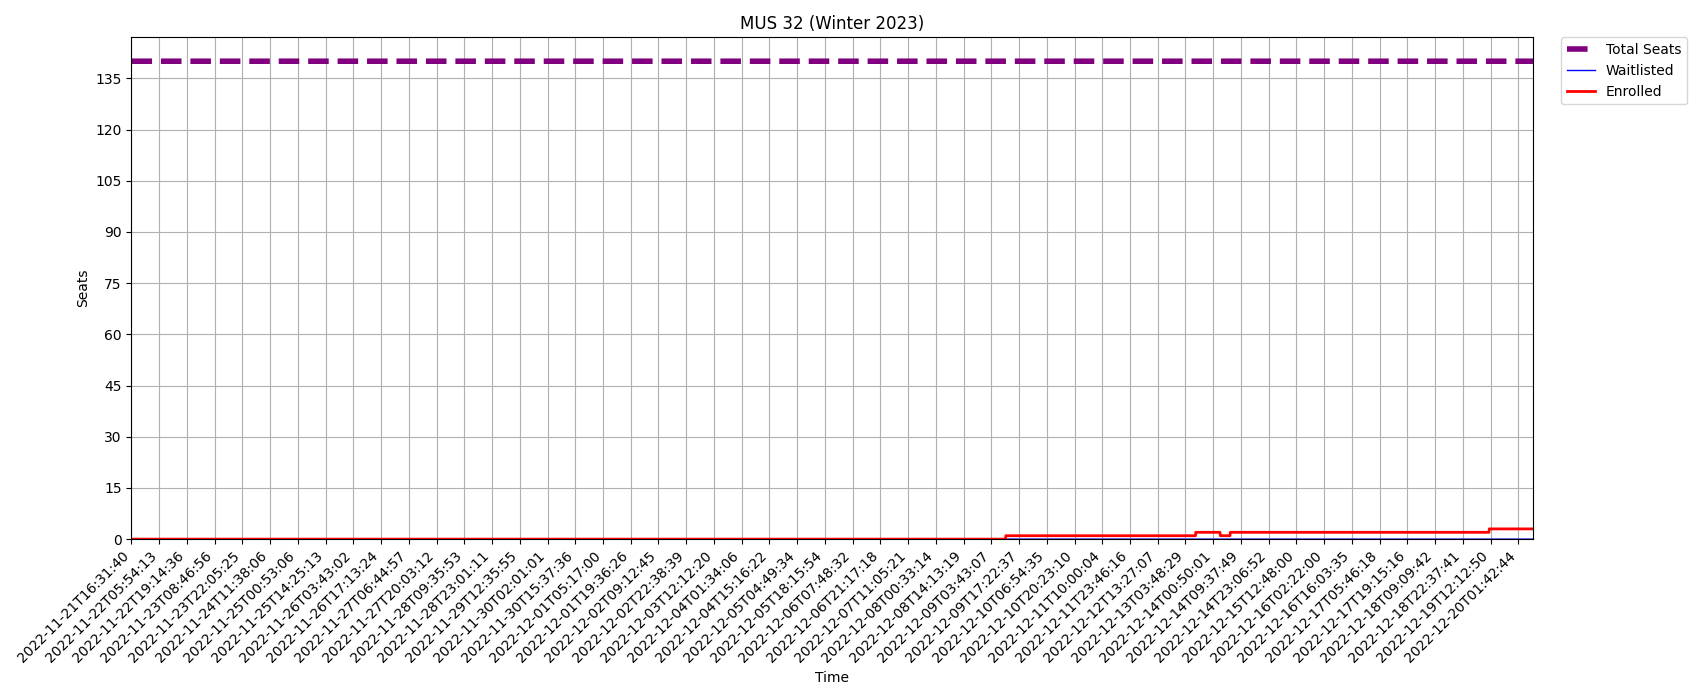 MUS 32 (Winter 2023)
Total Seats
Waitlisted
Enrolled
Seats
135
120
105
90
75
60
45
30
15
0
2022-11-21T16:31:40
2022-11-22T05:54:13
2022-11-22T19:14:36
2022-11-23T08:46:56
2022-11-23T22:05:25
2022-11-24T11:38:06
2022-11-25T00:53:06
2022-11-25T14:25:13
2022-11-26T03:43:02
2022-11-26T17:13:24
2022-11-27T06:44:57
2022-11-27T20:03:12
2022-11-28T09:35:53
2022-11-28T23:01:11
2022-11-29T12:35:55
2022-11-30T02:01:01
2022-11-30T15:37:36
2022-12-01T05:17:00
2022-12-01T19:36:26
2022-12-02T09:12:45
2022-12-02T22:38:39
2022-12-03T12:12:20
2022-12-04T01:34:06
2022-12-04T15:16:22
2022-12-05T04:49:34
2022-12-05T18:15:54
2022-12-06T07:48:32
2022-12-06T21:17:18
2022-12-07T11:05:21
2022-12-08T00:33:14
2022-12-08T14:13:19
2022-12-09T03:43:07
2022-12-09T17:22:37
2022-12-10T06:54:35
2022-12-10T20:23:10
2022-12-11T10:00:04
2022-12-11T23:46:16
2022-12-12T13:27:07
2022-12-13T03:48:29
2022-12-14T00:50:01
2022-12-14T09:37:49
2022-12-14T23:06:52
2022-12-15T12:48:00
2022-12-16T02:22:00
2022-12-16T16:03:35
2022-12-17T05:46:18
2022-12-17T19:15:16
2022-12-18T09:09:42
2022-12-18T22:37:41
2022-12-19T12:12:50
2022-12-20T01:42:44
Time